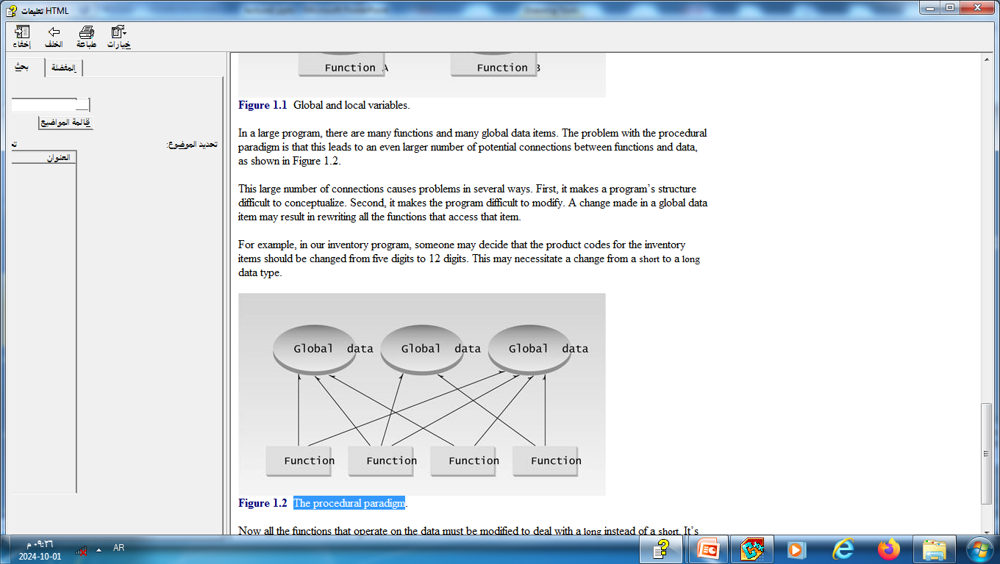 تعليمات HTML
إخفاء
الخلف
طباعة
خيارات
بحث
المفضلة
قائمة المواضيع
تحديد الموضوع:
العنوان
Function A
Function B
Figure 1.1 Global and local variables.
In a large program, there are many functions and many global data items. The problem with the procedural
paradigm is that this leads to an even larger number of potential connections between functions and data,
as shown in Figure 1.2.
This large number of connections causes problems in several ways. First, it makes a program’s structure
difficult to conceptualize. Second, it makes the program difficult to modify. A change made in a global data
item may result in rewriting all the functions that access that item.
For example, in our inventory program, someone may decide that the product codes for the inventory
items should be changed from five digits to 12 digits. This may necessitate a change from a short to a long
data type.
Global data
Global data
Global data
Function
Function
Function
Function
Figure 1.2 The procedural paradigm.
Now all the functions that operate on the data must be modified to deal with a long instead of a short. It’s
٠٩:٢٦ م
2024-10-01
AR